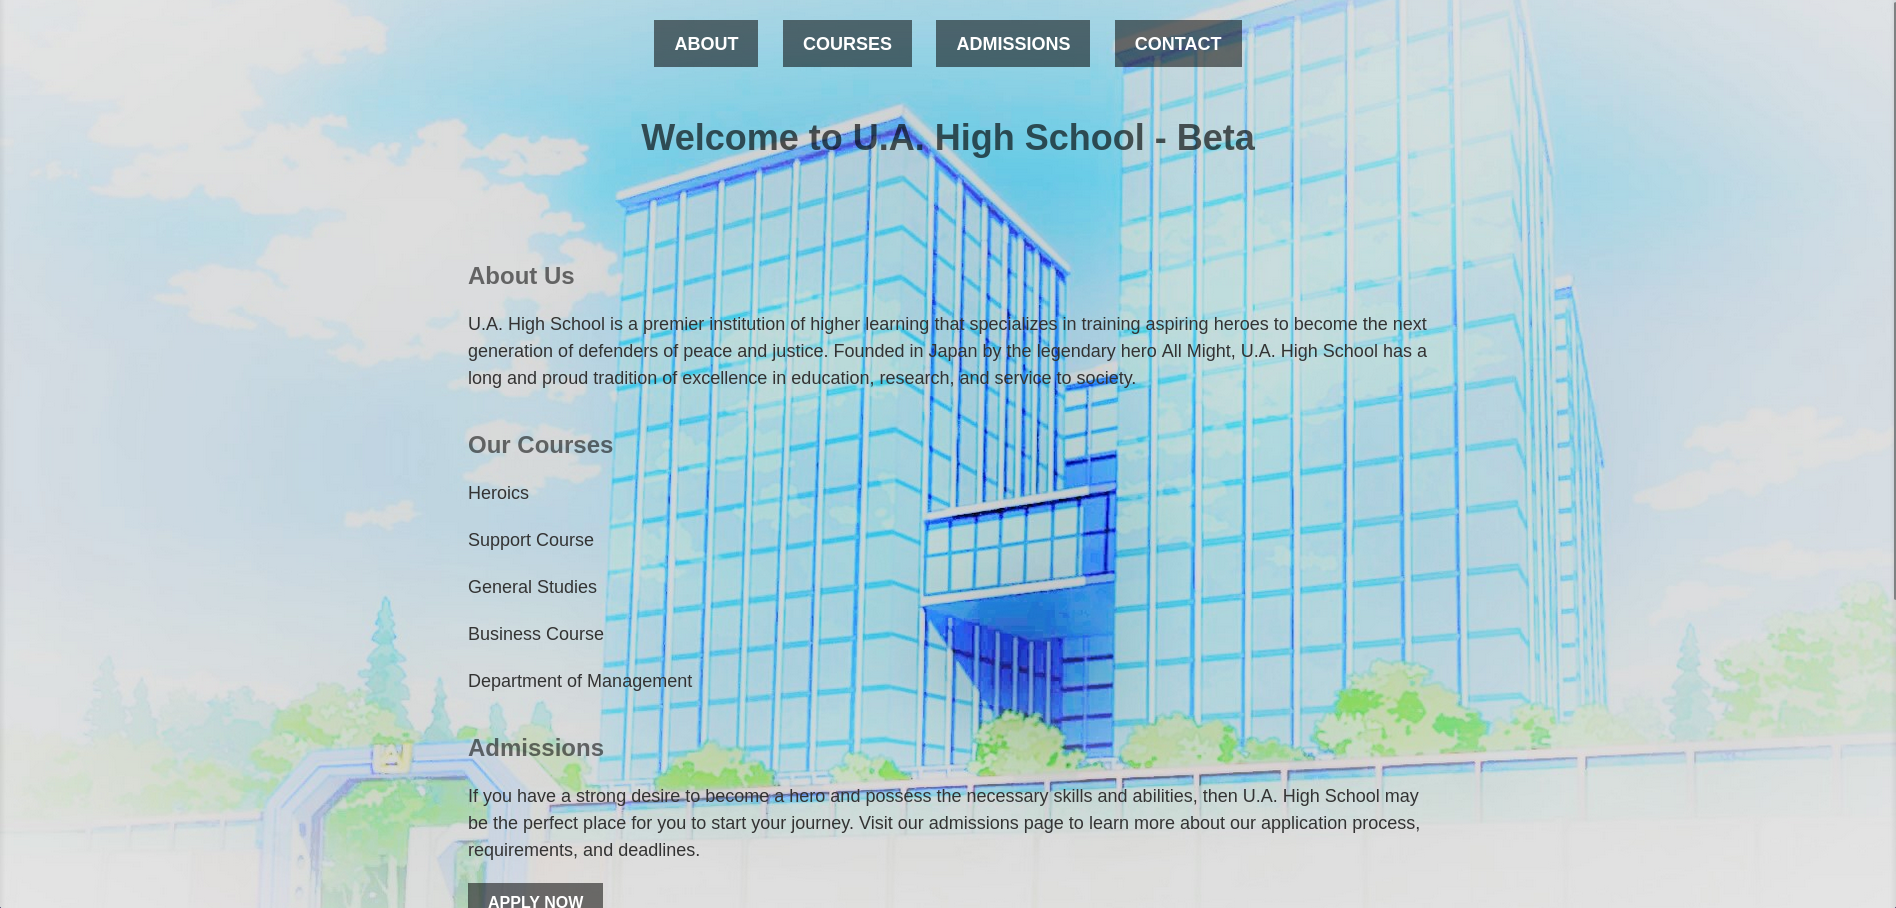 ABOUT COURSES ADMISSIONS CONTACT
Welcome to U.A. High School - Beta
About Us
U.A. High School is a premier institution of higher learning that specializes in training aspiring heroes to become the next
generation of defenders of peace and justice. Founded in Japan by the legendary hero All Might, U.A. High School has a
long and proud tradition of excellence in education, research, and service to society.
Our Courses
Heroics
Support Course
General Studies
Business Course
Department of Management
Admissions
If you have a strong desire to become a hero and possess the necessary skills and abilities, then U.A. High School may
be the perfect place for you to start your journey. Visit our admissions page to learn more about our application process,
requirements, and deadlines.
APPLY NOW